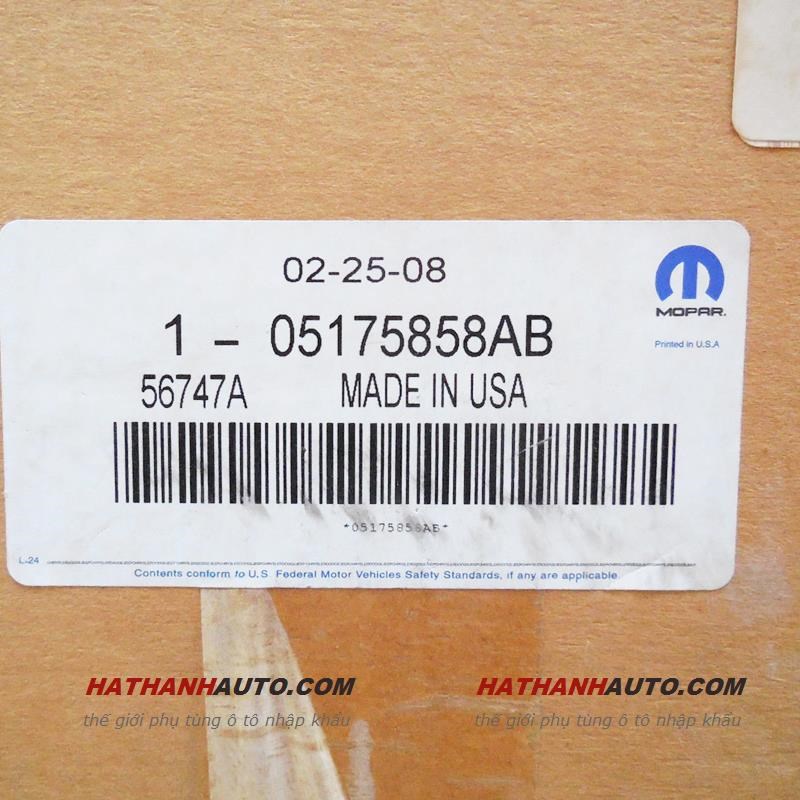 02-25-08
MOPAR.
1 – 05175858AB
Printed in U.S.A
56747A MADE IN USA
*05175858AB*
L-24
Contents conform to U.S Federal Motor Vehicles Safety Standards, if any are applicable.
HATHANHAUTO.COM HATHANHAUTO.COM
thế giới phụ tùng ô tô nhập khẩu thế giới phụ tùng ô tô nhập khẩu